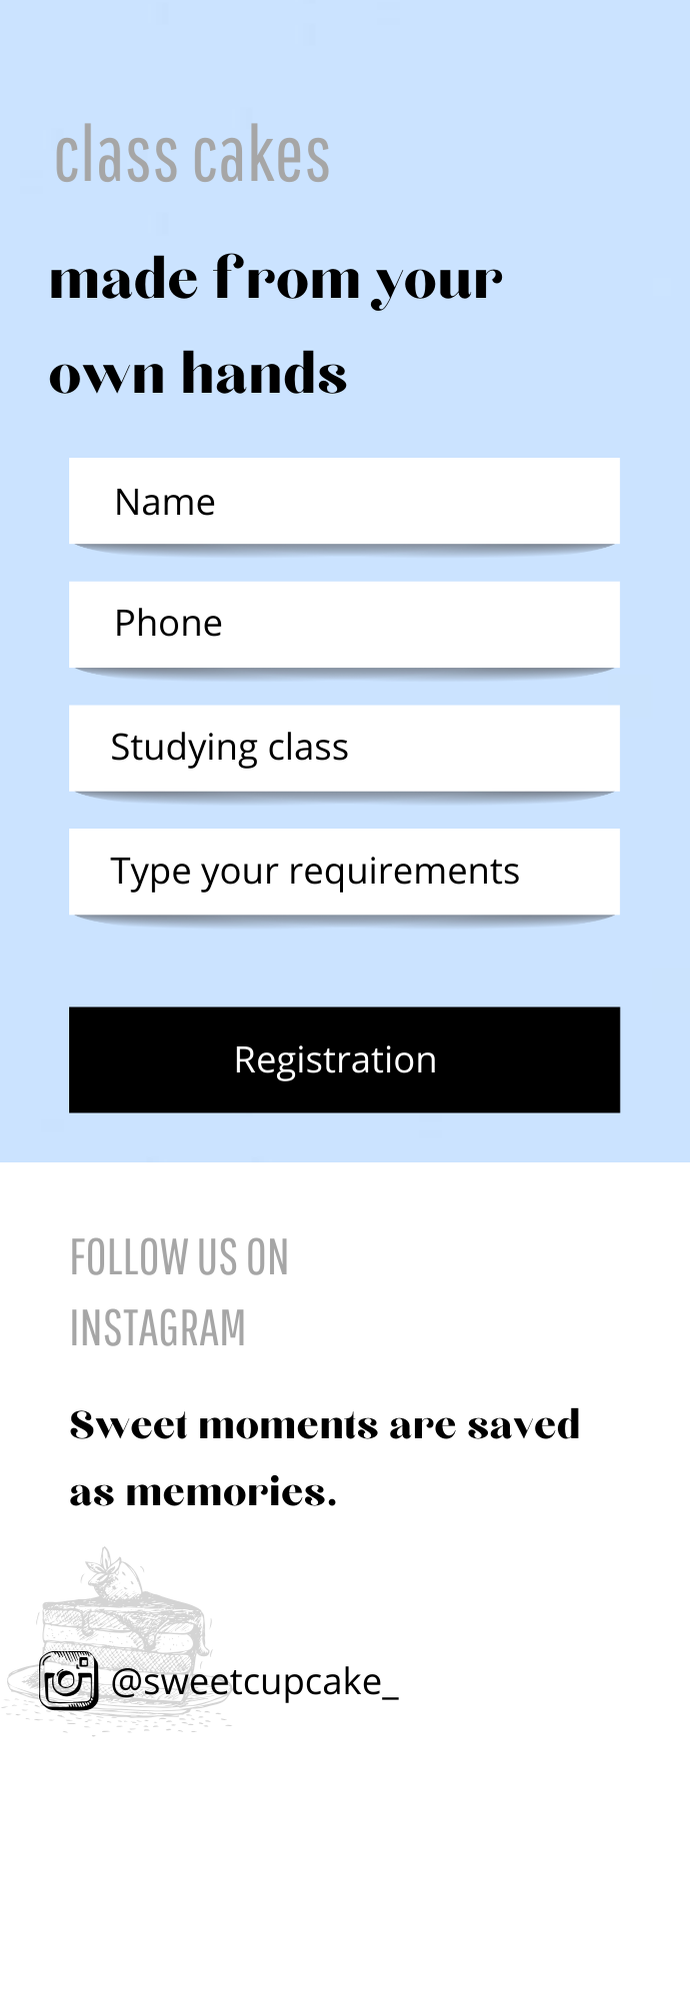 class cakes
made from your
own hands
Name
Phone
Studying class
Type your requirements
Registration
FOLLOW US ON
INSTAGRAM
Sweet moments are saved
as memories.
@sweetcupcake_